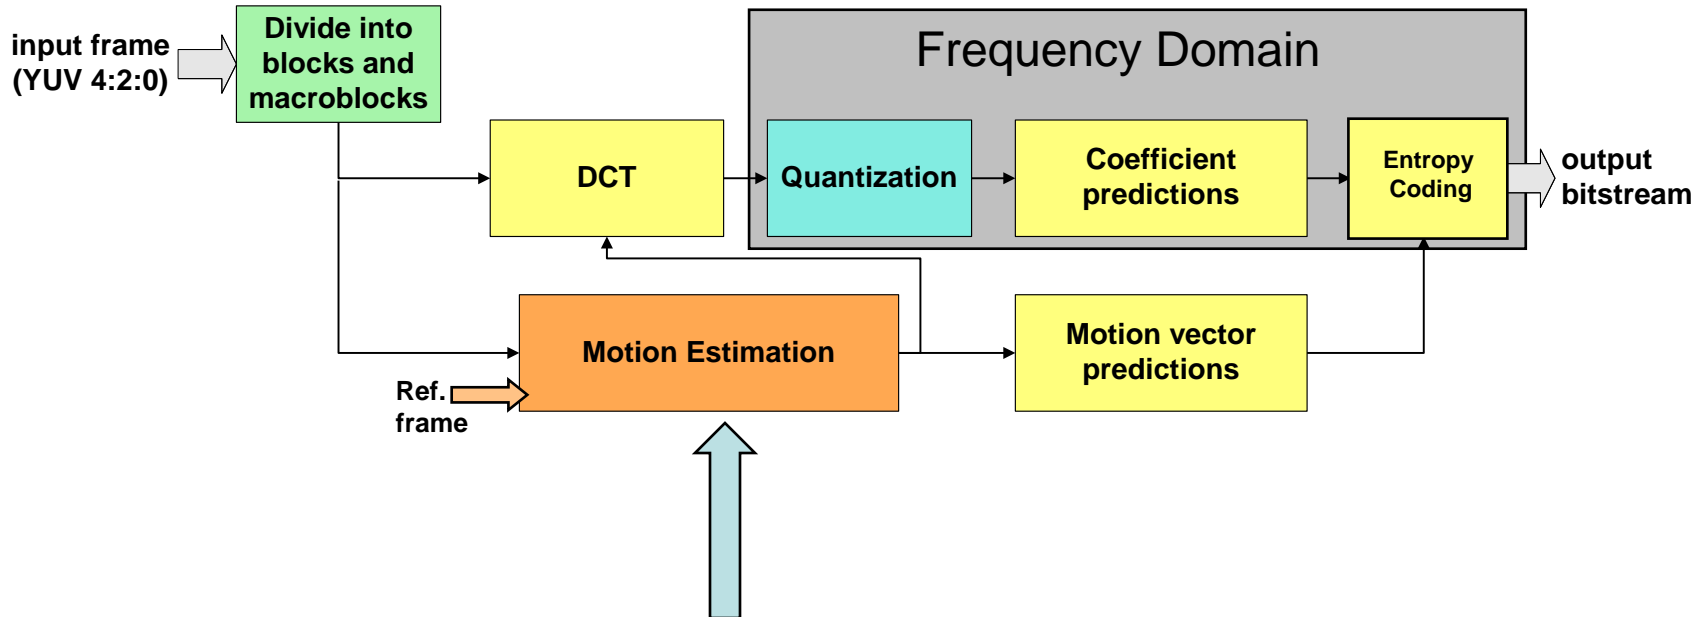 input frame
(YUV 4:2:0)
Divide into
blocks and
macroblocks
Frequency Domain
DCT
Quantization
Coefficient
predictions
Entropy
Coding
output
bitstream
Motion Estimation
Motion vector
predictions
Ref.
frame